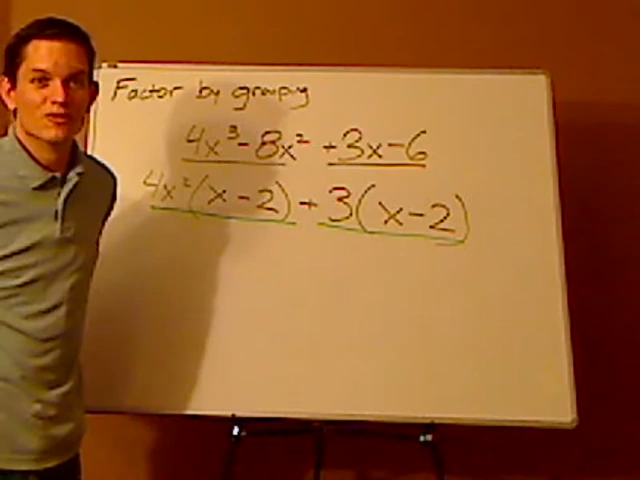 Factor by grouping
4x³-8x² +3x-6
4x²(x-2)+3(x-2)